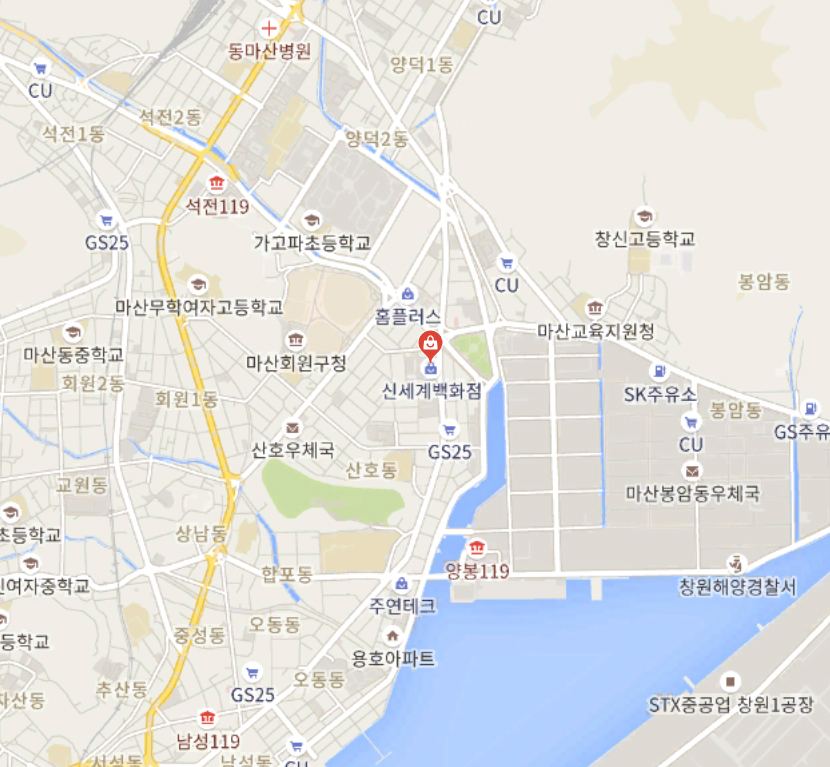 CU
동마산병원
양덕1동
CU
석전2동
석전1동
양덕2동
석전119
GS25
가고파초등학교
창신고등학교
CU
봉암동
마산무학여자고등학교
홈플러스
마산교육지원청
마산동중학교
마산회원구청
회원2동
신세계백화점
SK주유소
회원1동
봉암동
GS주유
CU
산호우체국
GS25
산호동
교원동
마산봉암동우체국
초등학교
상남동
양봉119
합포동
여자중학교
창원해양경찰서
주연테크
오동동
중성동
등학교
용호아파트
오동동
추산동
GS25
자산동
STX중공업 창원1공장
남성119
서성동
남성동
CU